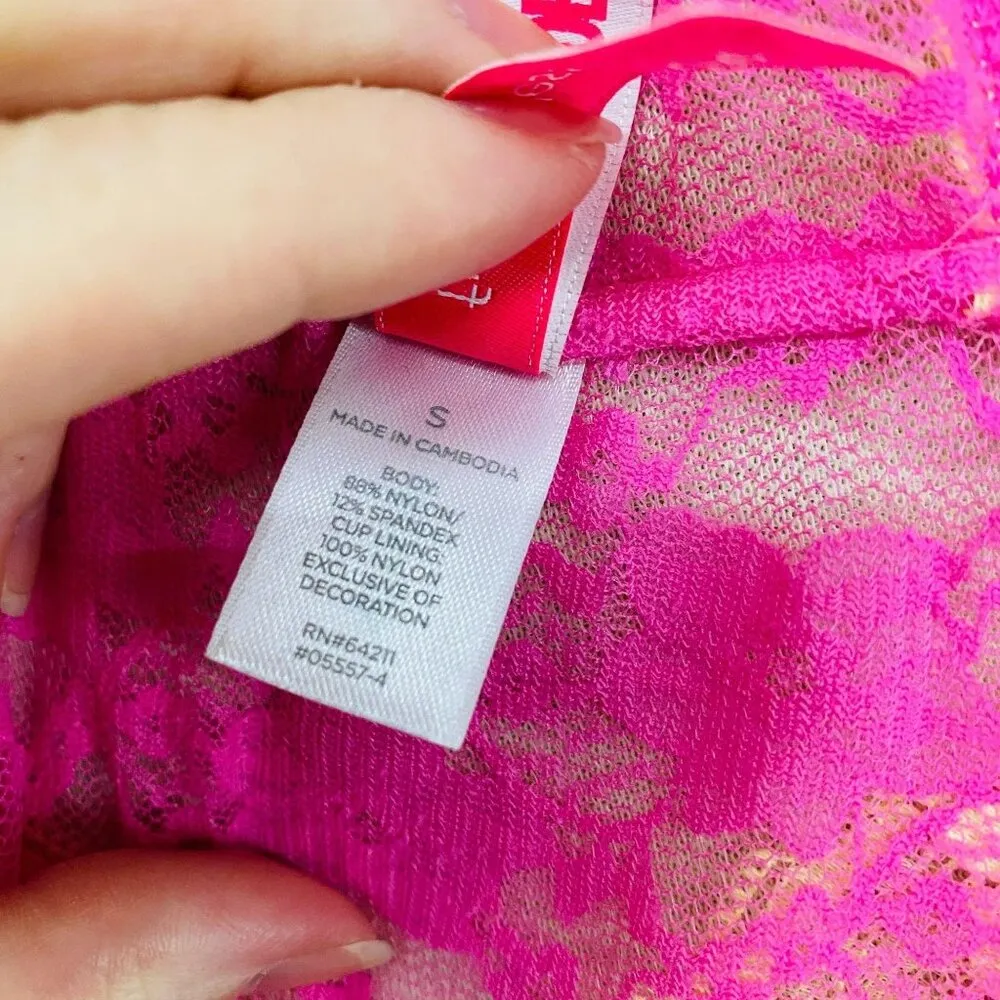 S
MADE IN CAMBODIA
BODY:
88% NYLON/
12% SPANDEX
CUP LINING:
100% NYLON
EXCLUSIVE OF
DECORATION
RN#64211
#05557-4